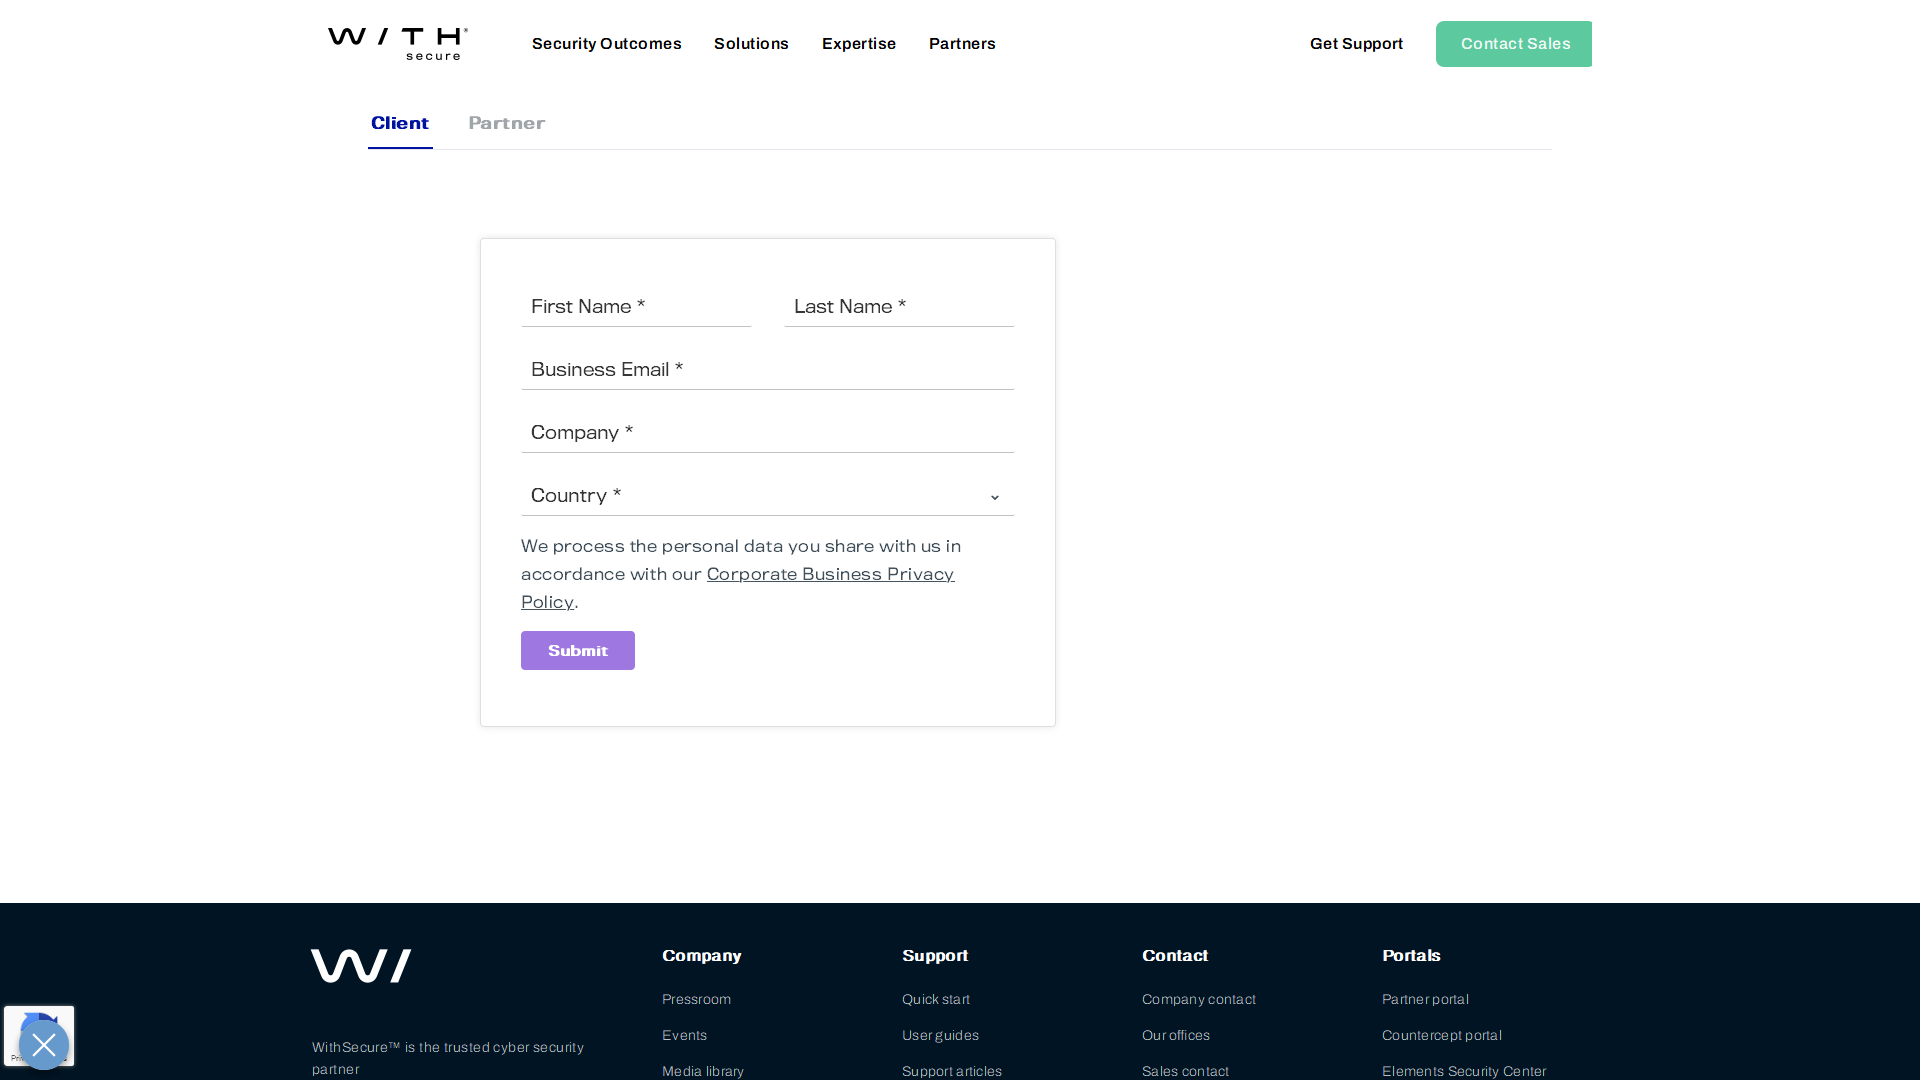 WITH®
secure
Security Outcomes
Solutions
Expertise
Partners
Get Support
Contact Sales
Client
Partner
First Name *
Last Name *
Business Email *
Company *
Country *
We process the personal data you share with us in
accordance with our Corporate Business Privacy
Policy.
Submit
W/
WithSecure™ is the trusted cyber security
partner
Company
Pressroom
Events
Media library
Support
Quick start
User guides
Support articles
Contact
Company contact
Our offices
Sales contact
Portals
Partner portal
Countercept portal
Elements Security Center